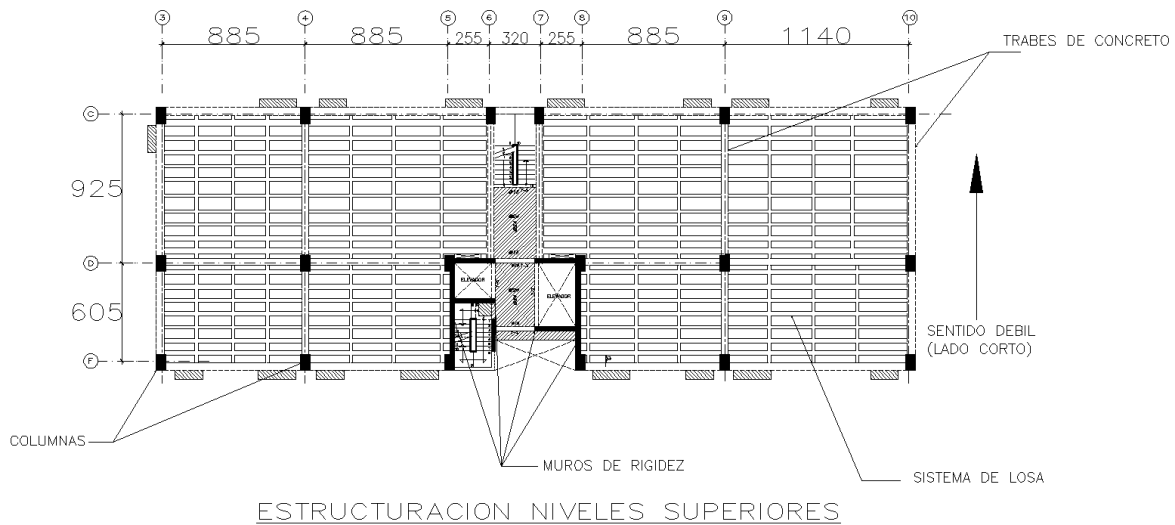 3 4 5 6 7 8 9 10
885 885 255 320 255 885 1140
TRABES DE CONCRETO
C
925
D
ELEVADOR ELEVADOR
605
SENTIDO DEBIL
(LADO CORTO)
F
COLUMNAS
MUROS DE RIGIDEZ
SISTEMA DE LOSA
ESTRUCTURACION NIVELES SUPERIORES